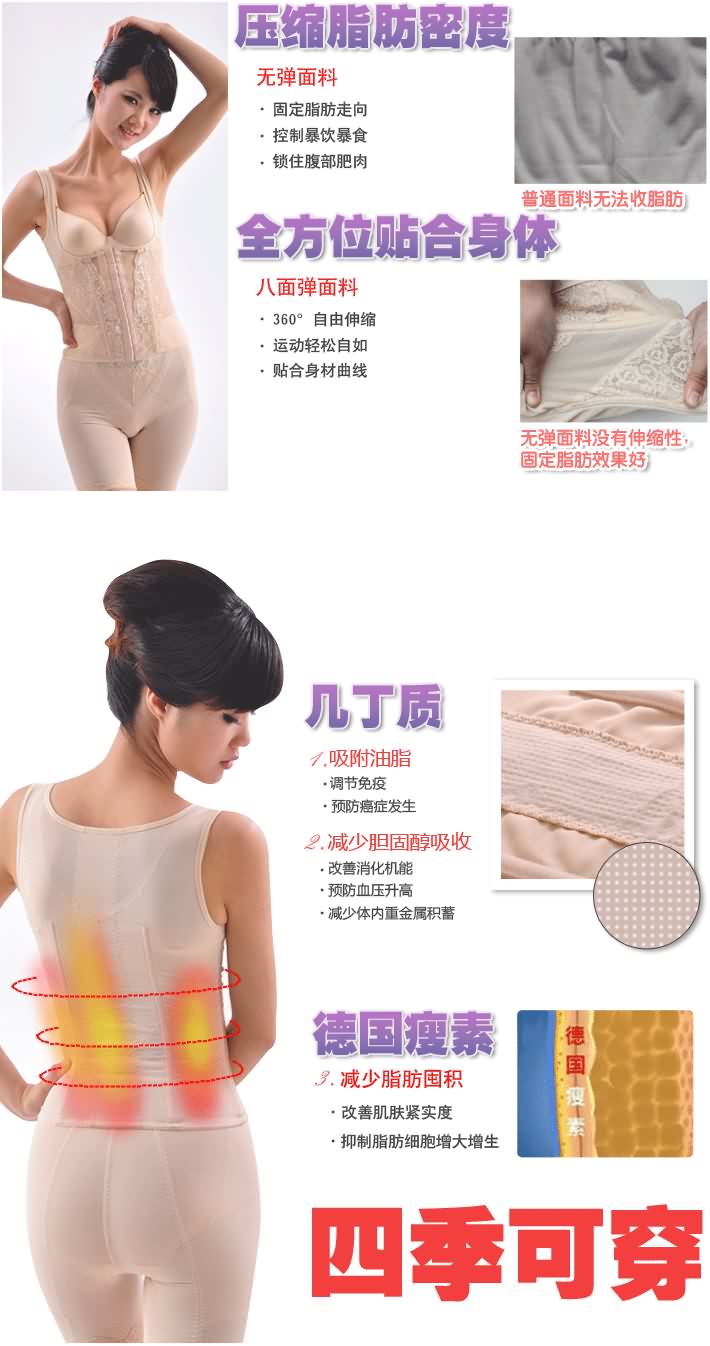 压缩脂肪密度
无弹面料
· 固定脂肪走向
· 控制暴饮暴食
· 锁住腹部肥肉
普通面料无法收脂肪
全方位贴合身体
八面弹面料
· 360° 自由伸缩
· 运动轻松自如
· 贴合身材曲线
无弹面料没有伸缩性,
固定脂肪效果好
几丁质
1.吸附油脂
·调节免疫
·预防癌症发生
2.减少胆固醇吸收
·改善消化机能
·预防血压升高
·减少体内重金属积蓄
德国瘦素
3.减少脂肪囤积
·改善肌肤紧实度
·抑制脂肪细胞增大增生
德国瘦素
四季可穿